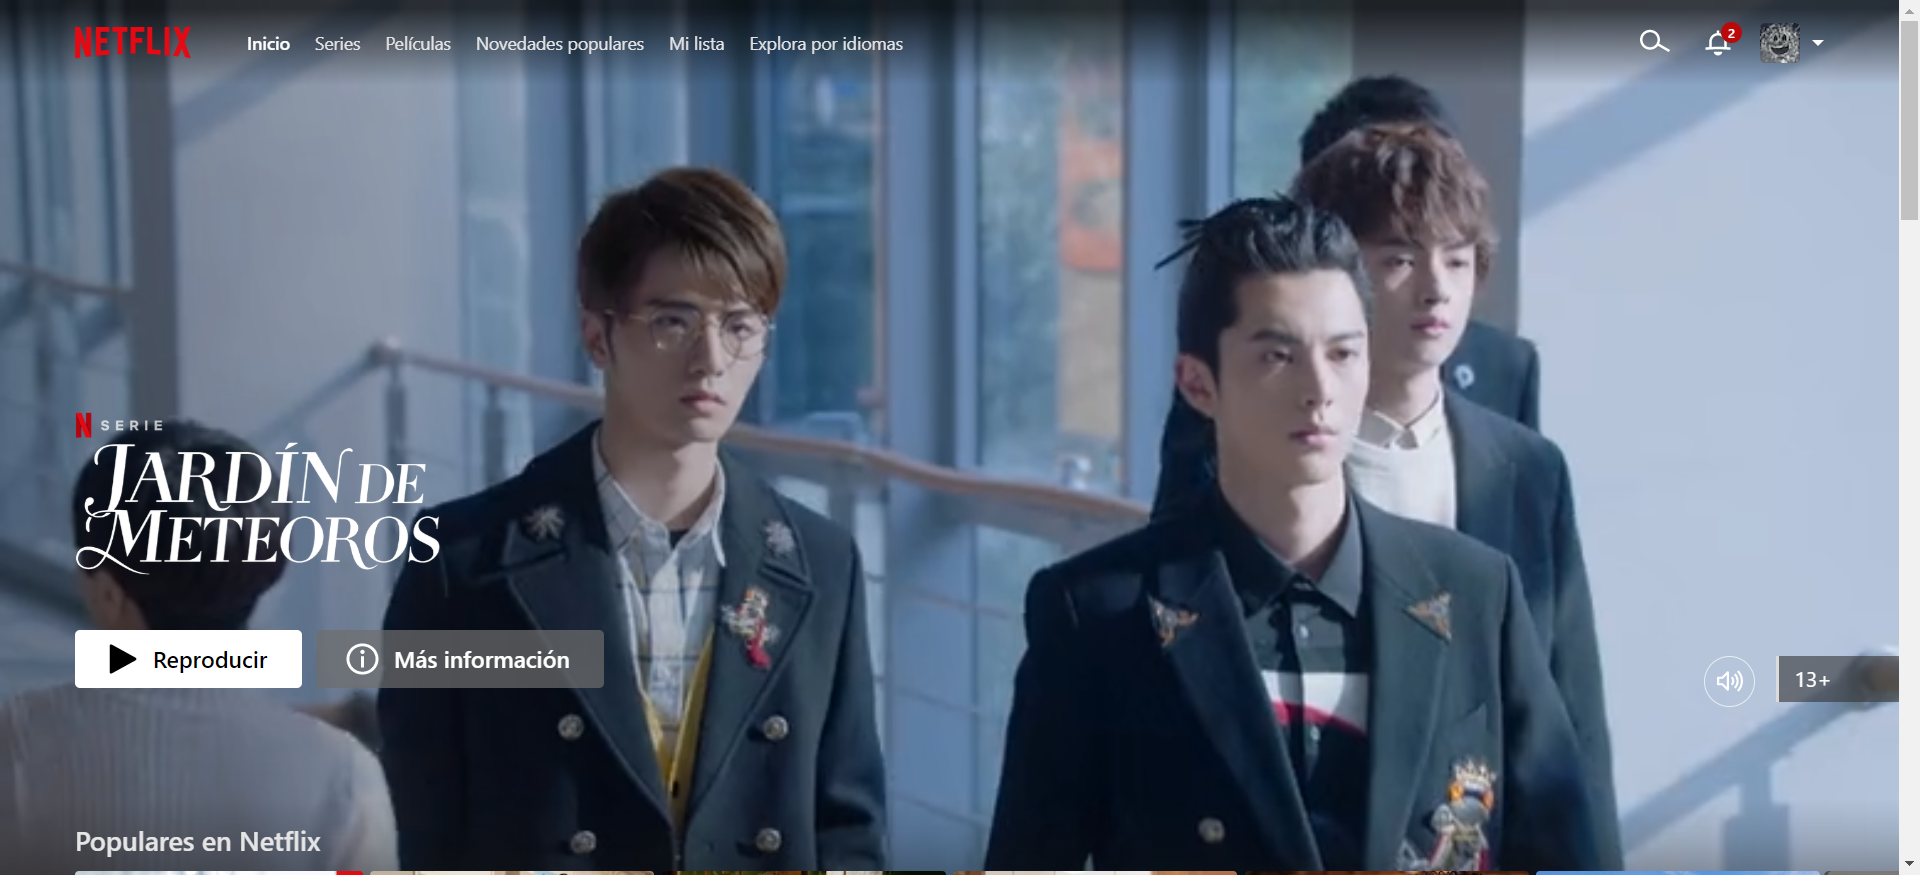 NETFLIX
Inicio
Series
Películas
Novedades populares
Mi lista
Explora por idiomas
2
N SERIE
JARDÍN DE
METEOROS
Reproducir
Más información
13+
Populares en Netflix